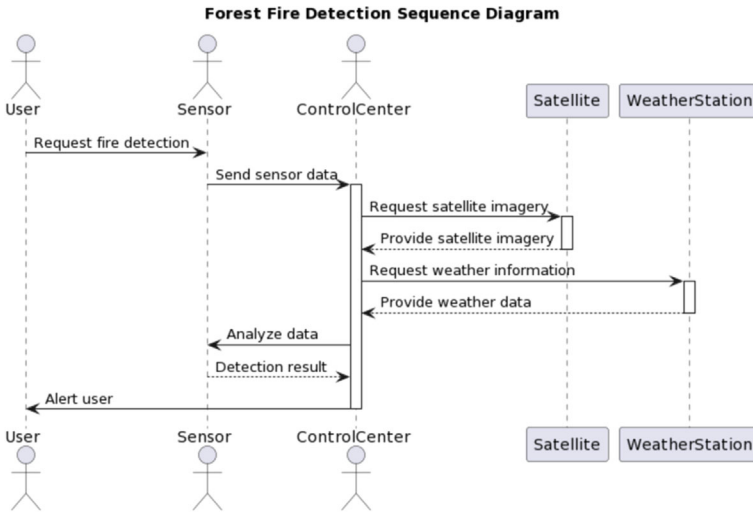 Forest Fire Detection Sequence Diagram
User Sensor ControlCenter Satellite WeatherStation
Request fire detection
Send sensor data
Request satellite imagery
Provide satellite imagery
Request weather information
Provide weather data
Analyze data
Detection result
Alert user
User Sensor ControlCenter Satellite WeatherStation